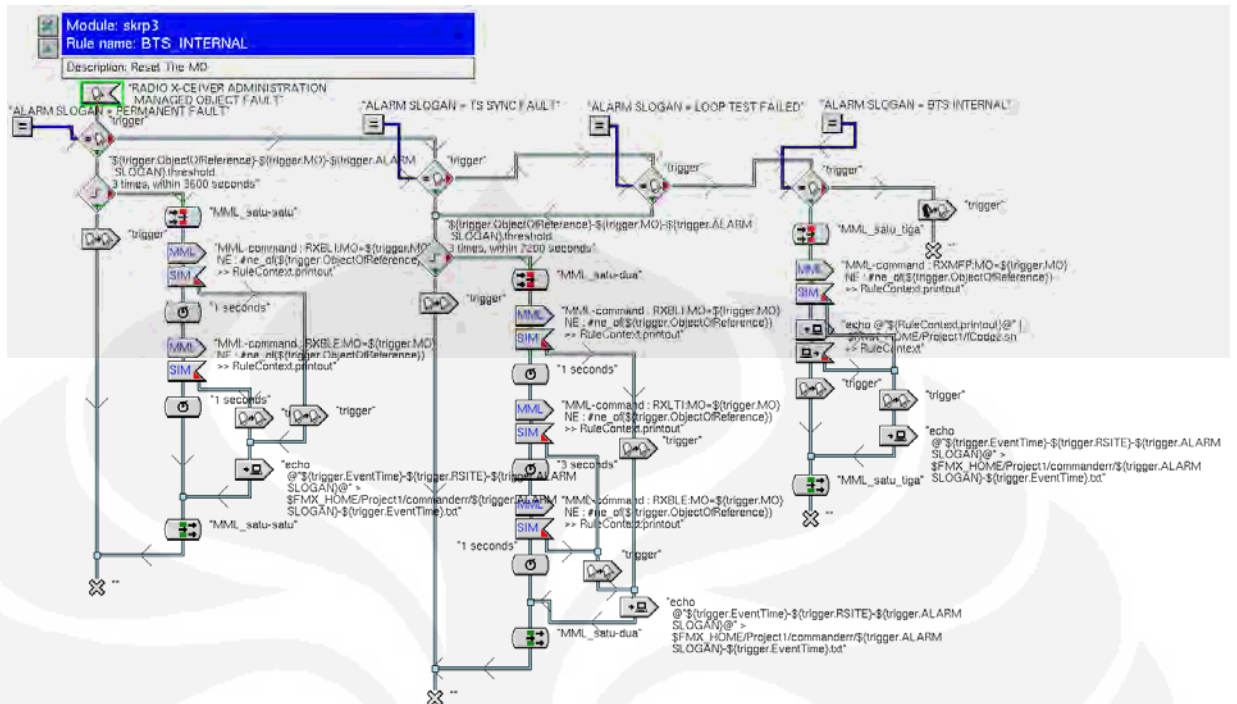 Module: skrp3
Rule name: BTS_INTERNAL
Description: Reset The MO
"RADIO X-CEIVER ADMINISTRATION
MANAGED OBJECT FAULT"
"ALARM SLOGAN = PERMANENT FAULT"
"trigger"
"ALARM SLOGAN = TS SYNC FAULT"
"ALARM SLOGAN = LOOP TEST FAILED"
"ALARM SLOGAN = BTS INTERNAL"
"${trigger.ObjectOfReference}-${trigger.MO}-${trigger.ALARM
SLOGAN}.threshold
3 times, within 3600 seconds"
"trigger"
"trigger"
"trigger"
"trigger"
"trigger"
"MML_satu-satu"
"MML-command : RXBLI:MO=${trigger.MO}
NE : #ne_of(${trigger.ObjectOfReference})
>> RuleContext.printout"
SIM
"1 seconds"
MML
"MML-command : RXBLE:MO=${trigger.MO}
NE : #ne_of(${trigger.ObjectOfReference})
>> RuleContext.printout"
SIM
"1 seconds"
"trigger"
"echo
@"${trigger.EventTime}-${trigger.RSITE}-${trigger.ALARM
SLOGAN}@" >
$FMX_HOME/Project1/commanderr/${trigger.ALARM
SLOGAN}-${trigger.EventTime}.txt"
"MML_satu-satu"
"--"
"${trigger.ObjectOfReference}-${trigger.MO}-${trigger.ALARM
SLOGAN}.threshold
3 times, within 7200 seconds"
"trigger"
"MML_satu-dua"
MML
"MML-command : RXBLI:MO=${trigger.MO}
NE : #ne_of(${trigger.ObjectOfReference})
>> RuleContext.printout"
SIM
"1 seconds"
MML
"MML-command : RXLTI:MO=${trigger.MO}
NE : #ne_of(${trigger.ObjectOfReference})
>> RuleContext.printout"
SIM
"trigger"
"3 seconds"
MML
"MML-command : RXBLE:MO=${trigger.MO}
NE : #ne_of(${trigger.ObjectOfReference})
>> RuleContext.printout"
SIM
"1 seconds"
"trigger"
"echo
@"${trigger.EventTime}-${trigger.RSITE}-${trigger.ALARM
SLOGAN}@" >
$FMX_HOME/Project1/commanderr/${trigger.ALARM
SLOGAN}-${trigger.EventTime}.txt"
"MML_satu-dua"
"--"
"MML_satu_tiga"
MML
"MML-command : RXMFP:MO=${trigger.MO}
NE : #ne_of(${trigger.ObjectOfReference})
>> RuleContext.printout"
SIM
"echo @"${RuleContext.printout}@" |
>> RuleContext"
"trigger"
"trigger"
"echo
@"${trigger.EventTime}-${trigger.RSITE}-${trigger.ALARM
SLOGAN}@" >
$FMX_HOME/Project1/commanderr/${trigger.ALARM
SLOGAN}-${trigger.EventTime}.txt"
"MML_satu_tiga"
"--"